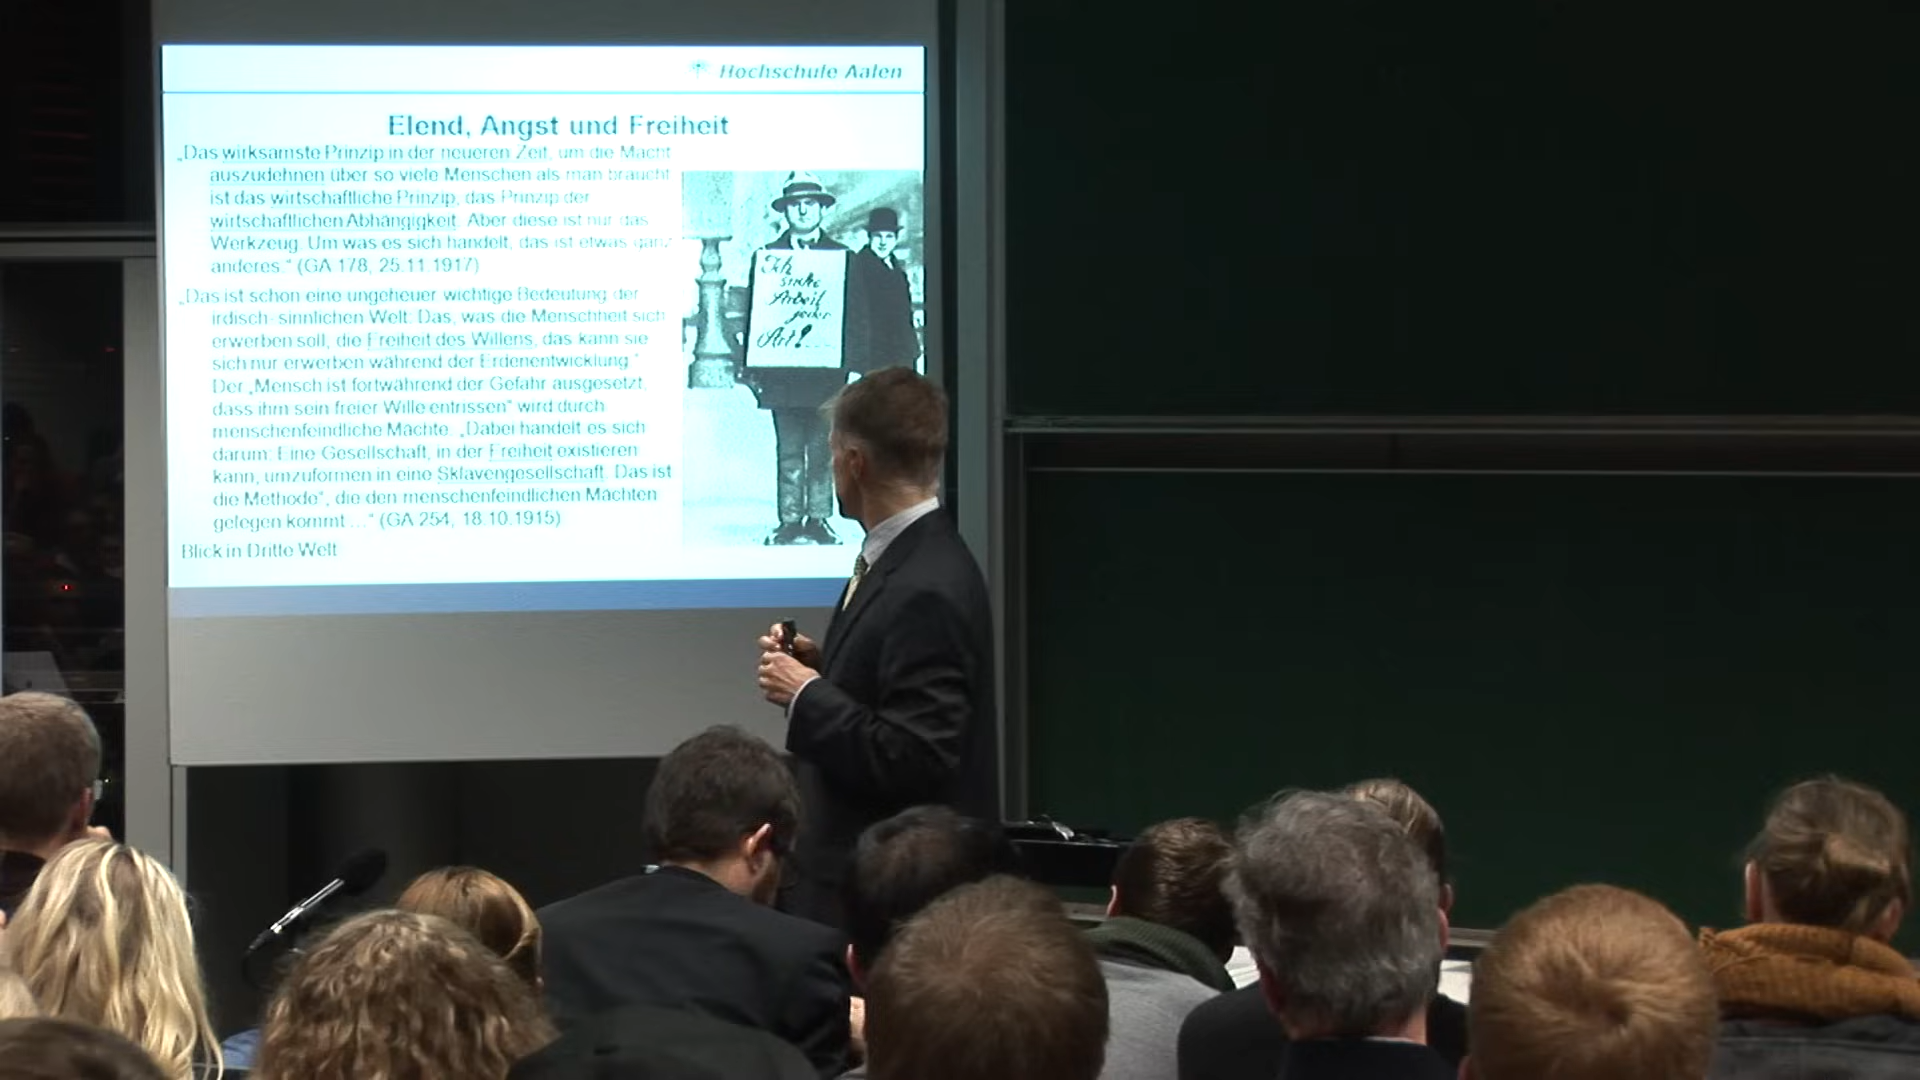 Hochschule Aalen
Elend, Angst und Freiheit
„Das wirksamste Prinzip in der neueren Zeit, um die Macht
auszudehnen über so viele Menschen als man braucht
ist das wirtschaftliche Prinzip, das Prinzip der
wirtschaftlichen Abhängigkeit. Aber diese ist nur das
Werkzeug. Um was es sich handelt, das ist etwas ganz
anderes.“ (GA 178, 25.11.1917)
„Das ist schon eine ungeheuer wichtige Bedeutung der
irdisch-sinnlichen Welt: Das, was die Menschheit sich
erwerben soll, die Freiheit des Willens, das kann sie
sich nur erwerben während der Erdenentwicklung.“
Der „Mensch ist fortwährend der Gefahr ausgesetzt,
dass ihm sein freier Wille entrissen“ wird durch
menschenfeindliche Mächte. „Dabei handelt es sich
darum: Eine Gesellschaft, in der Freiheit existieren
kann, umzuformen in eine Sklavengesellschaft. Das ist
die Methode“, die den menschenfeindlichen Mächten
gelegen kommt ...“ (GA 254, 18.10.1915)
Blick in Dritte Welt
Ich
suche
Arbeit
jeder
Art!